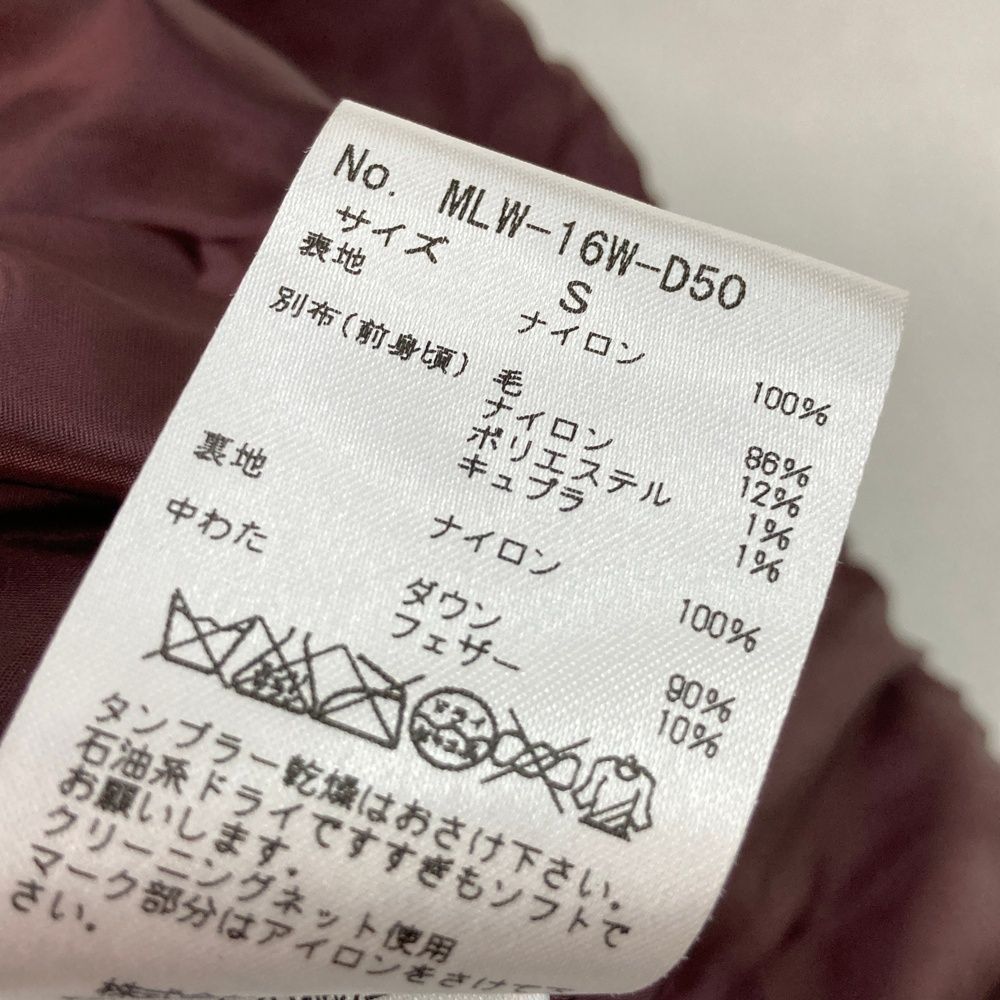 No. MLW-16W-D50
サイズ S
表地 ナイロン 100%
別布(前身頃) 毛 86%
ナイロン 12%
ポリエステル 1%
キュプラ 1%
裏地 ナイロン 100%
中わた ダウン 90%
フェザー 10%
タンブラー乾燥はおさけ下さい。
石油系ドライですすぎもソフトで
お願いします。
クリーニングネット使用
マーク部分はアイロンをさけて
さい。